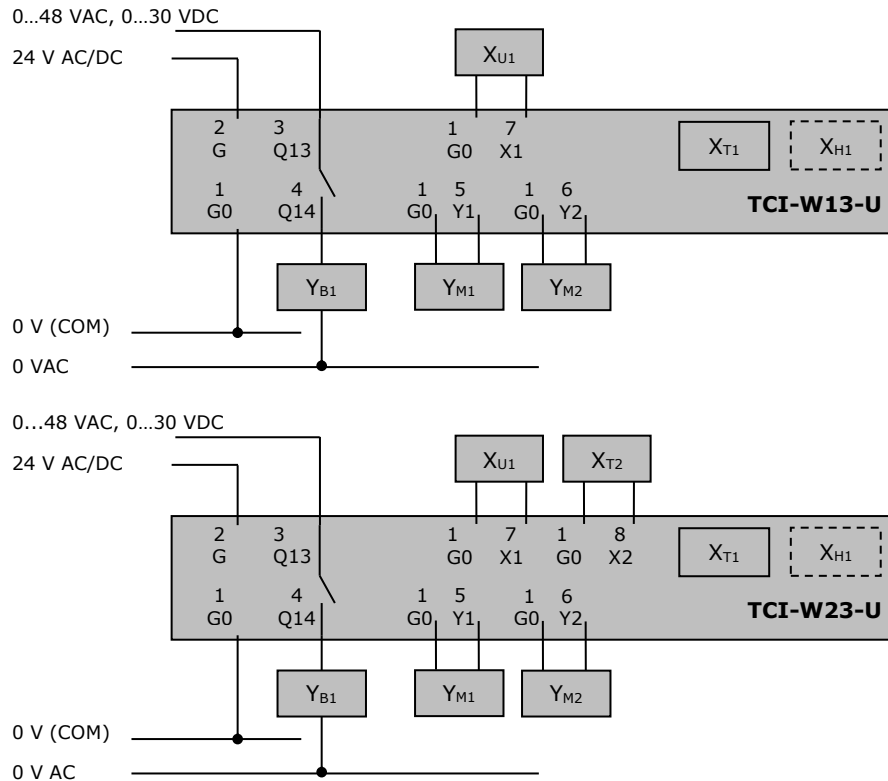 0...48 VAC, 0...30 VDC
24 V AC/DC
XU1
2 3 1 7
G Q13 G0 X1
XT1 XH1
1 4 1 5 1 6
G0 Q14 G0 Y1 G0 Y2
TCI-W13-U
YB1 YM1 YM2
0 V (COM)
0 VAC
0...48 VAC, 0...30 VDC
24 V AC/DC
XU1 XT2
2 3 1 7 1 8
G Q13 G0 X1 G0 X2
XT1 XH1
1 4 1 5 1 6
G0 Q14 G0 Y1 G0 Y2
TCI-W23-U
YB1 YM1 YM2
0 V (COM)
0 V AC